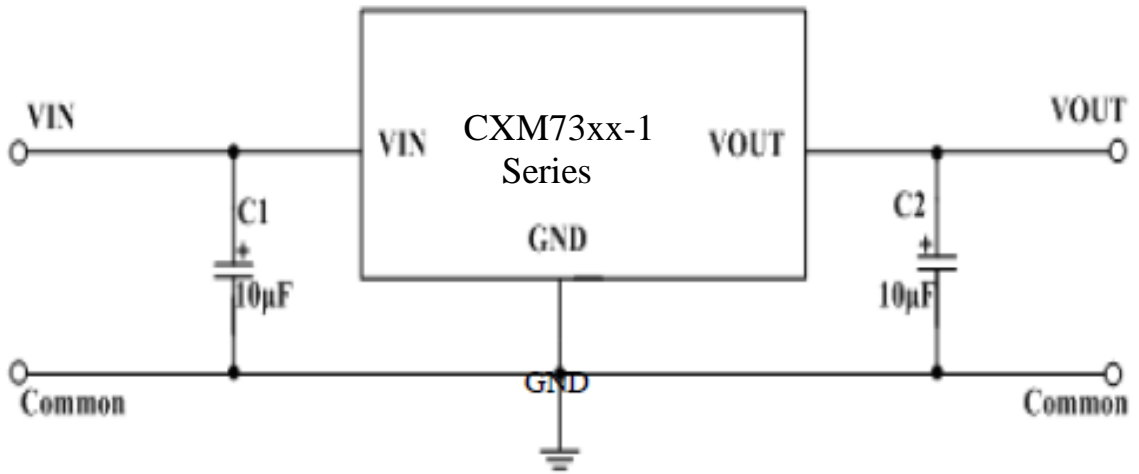 VIN
VOUT
VIN
CXM73xx-1
Series
VOUT
C1
+
10μF
GND
C2
+
10μF
GND
Common
Common